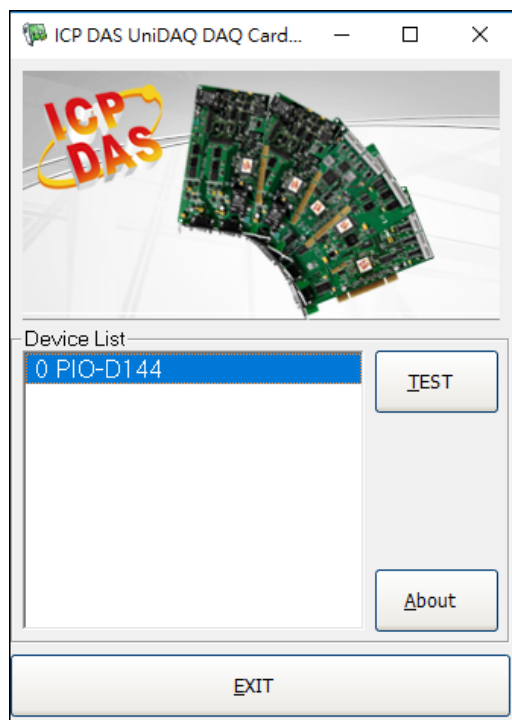 ICP DAS UniDAQ DAQ Card...
ICP
DAS
Device List
0 PIO-D144
TEST
About
EXIT